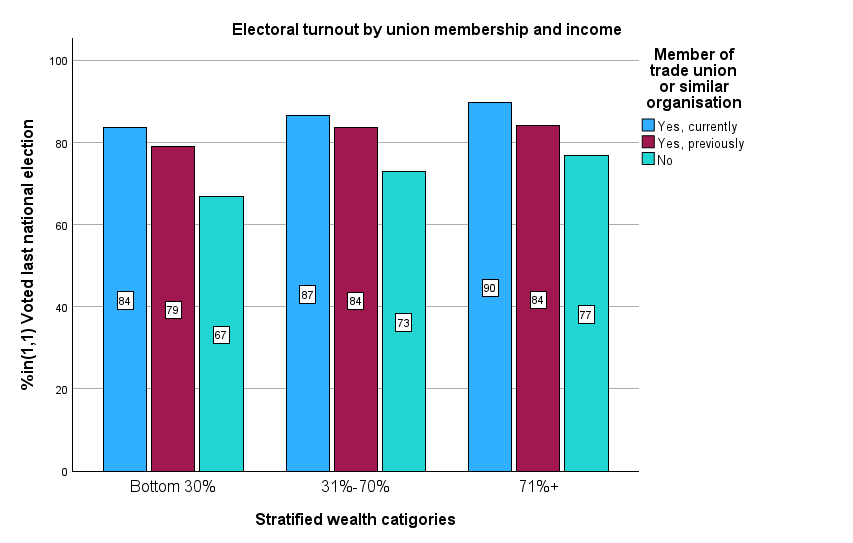 Electoral turnout by union membership and income
Member of
trade union
or similar
organisation
Yes, currently
Yes, previously
No
%in(1,1) Voted last national election
100
80
60
40
20
0
84
79
67
87
84
73
90
84
77
Bottom 30%
31%-70%
71%+
Stratified wealth catigories